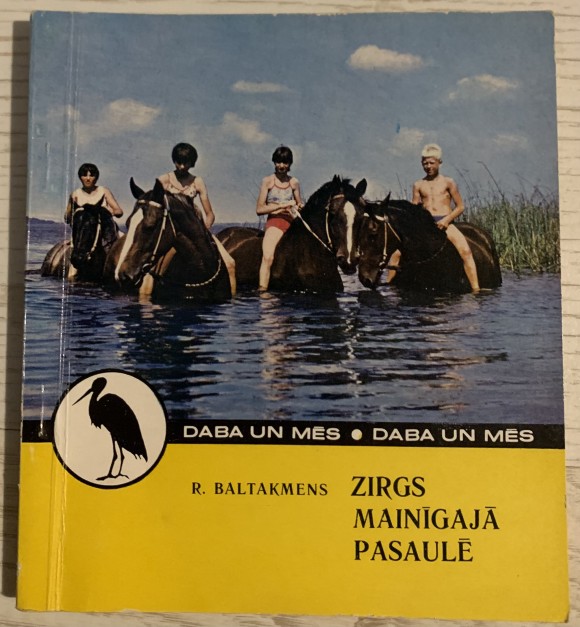 DABA UN MĒS ● DABA UN MĒS
R. BALTAKMENS ZIRGS
MAINĪGAJĀ
PASAULĒ